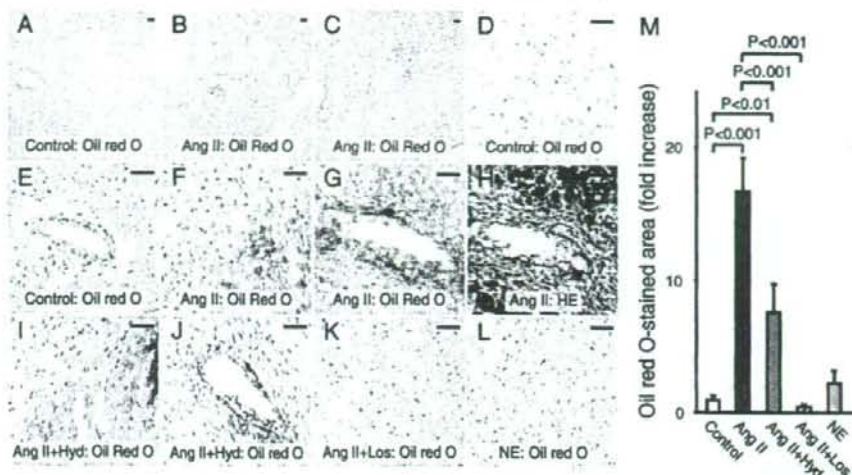 A
B
C
D
M
Control: Oil red O
Ang II: Oil Red O
Ang II: Oil Red O
Control: Oil red O
E
F
G
H
Control: Oil red O
Ang II: Oil Red O
Ang II: Oil Red O
Ang II: HE
I
J
K
L
Ang II+Hyd: Oil Red O
Ang II+Hyd: Oil red O
Ang II+Los: Oil red O
NE: Oil red O
P<0.001
P<0.001
P<0.01
P<0.001
Oil red O-stained area (fold increase)
20
10
0
Control
Ang II
Ang II+Hyd
Ang II+Los
NE